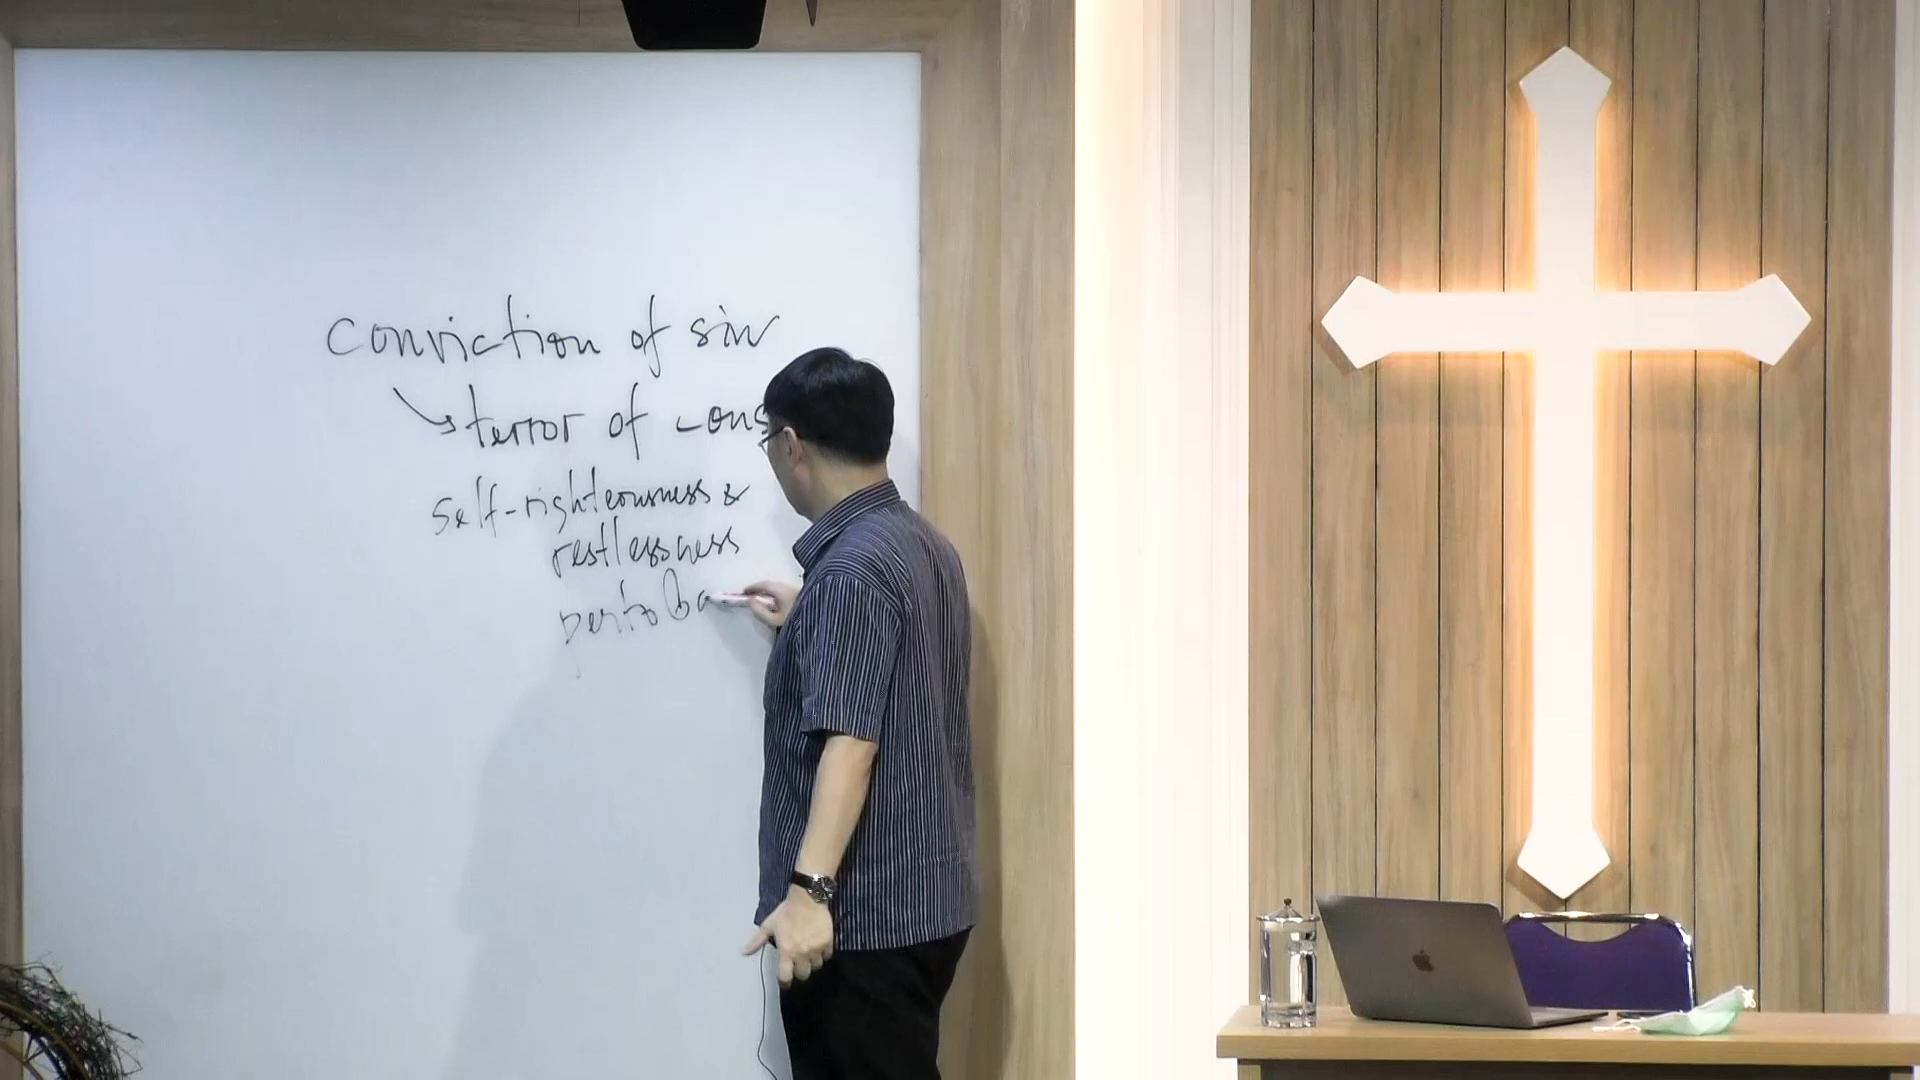 conviction of sin
terror of cons
self-righteousness &
restlessness